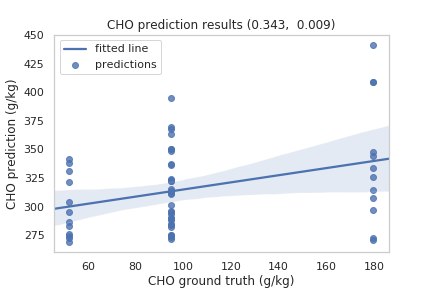 CHO prediction results (0.343,  0.009)
CHO prediction (g/kg)
450
425
400
375
350
325
300
275
fitted line
predictions
60 80 100 120 140 160 180
CHO ground truth (g/kg)